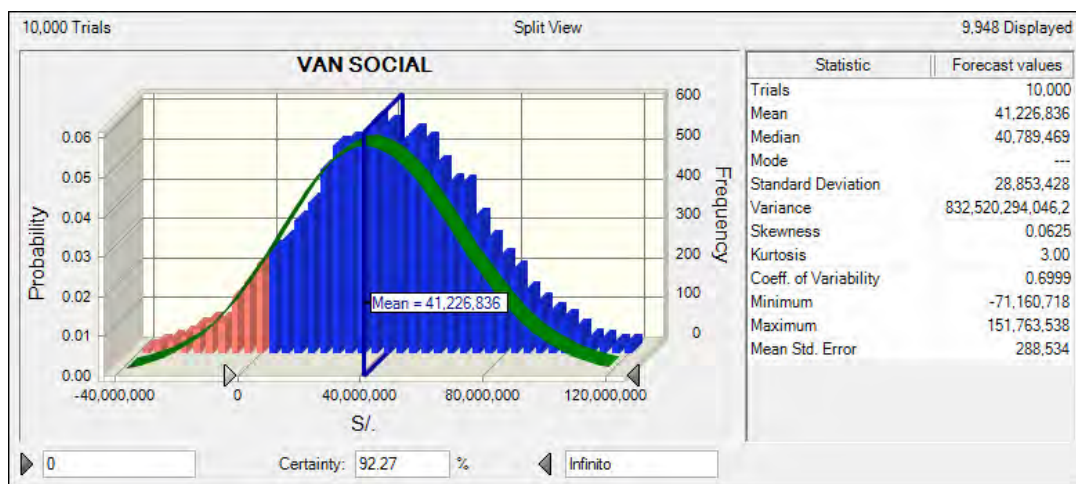 10,000 Trials Split View 9,948 Displayed
VAN SOCIAL
0.06
0.05
0.04
0.03
0.02
0.01
0.00
Probability
600
500
400
300
200
100
0
Frequency
Mean = 41,226,836
-40,000,000 0 40,000,000 80,000,000 120,000,000
S/.
Statistic Forecast values
Trials 10,000
Mean 41,226,836
Median 40,789,469
Mode ---
Standard Deviation 28,853,428
Variance 832,520,294,046,2
Skewness 0.0625
Kurtosis 3.00
Coeff. of Variability 0.6999
Minimum -71,160,718
Maximum 151,763,538
Mean Std. Error 288,534
0 Certainty: 92.27 % Infinito